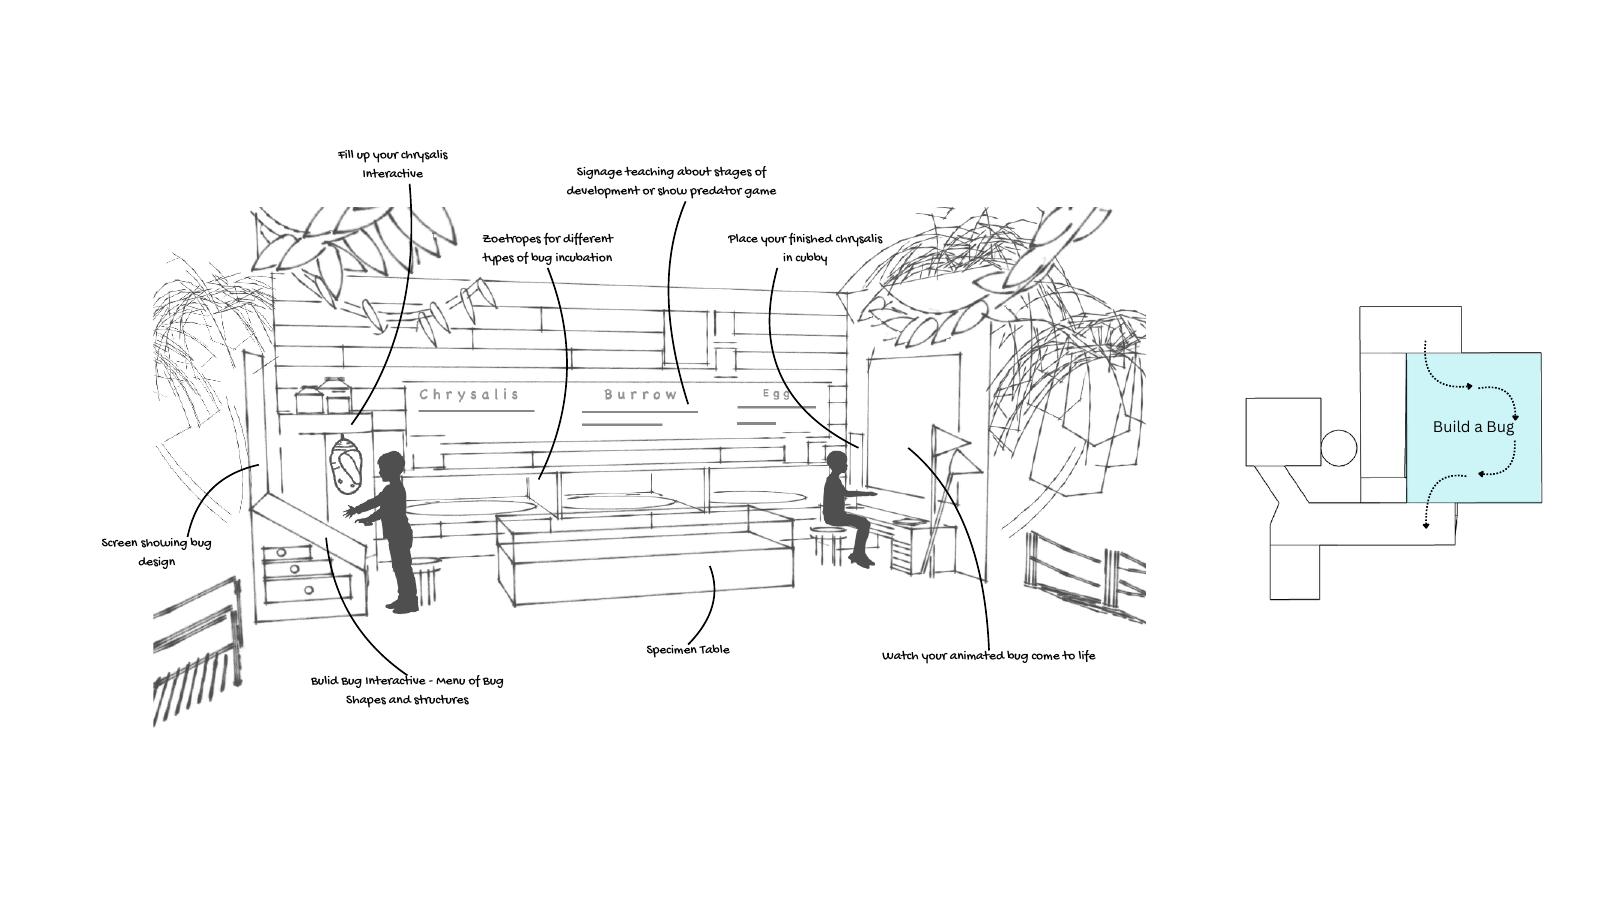 Fill up your chrysalis
Interactive
Signage teaching about stages of
development or show predator game
Zoetropes for different
types of bug incubation
Place your finished chrysalis
in cubby
Chrysalis
Burrow
Egg
Build a Bug
Screen showing bug
design
Specimen Table
Watch your animated bug come to life
Bulid Bug Interactive - Menu of Bug
Shapes and structures